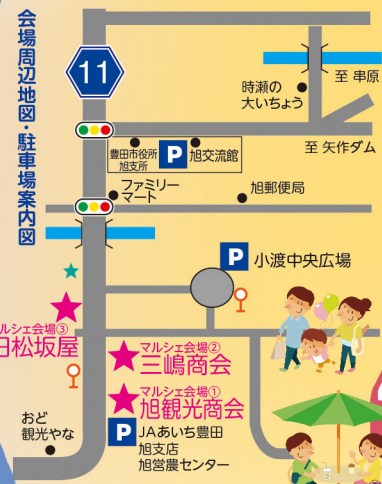 会場周辺地図・駐車場案内図
11
時瀬の
大いちょう
至 串原
至 矢作ダム
豊田市役所
旭支所
P
旭交流館
ファミリー
マート
旭郵便局
P
小渡中央広場
マルシェ会場③
松坂屋
マルシェ会場②
三嶋商会
マルシェ会場①
旭観光商会
P
JAあいち豊田
旭支店
旭営農センター
おど
観光やな